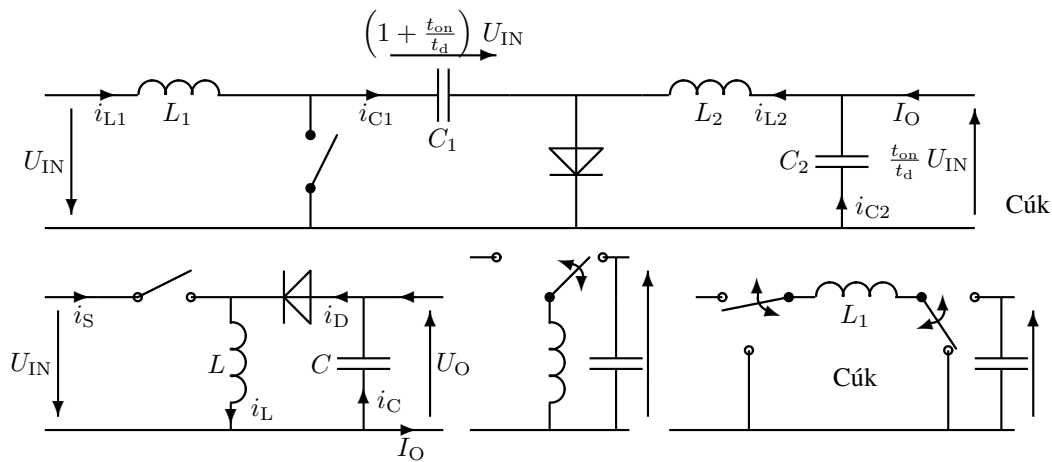 (1 + t_on/t_d) U_IN
i_L1
L_1
i_C1
C_1
L_2
i_L2
I_O
U_IN
C_2
t_on/t_d U_IN
i_C2
Cúk
i_S
i_D
U_IN
L
C
U_O
i_L
i_C
I_O
L_1
Cúk